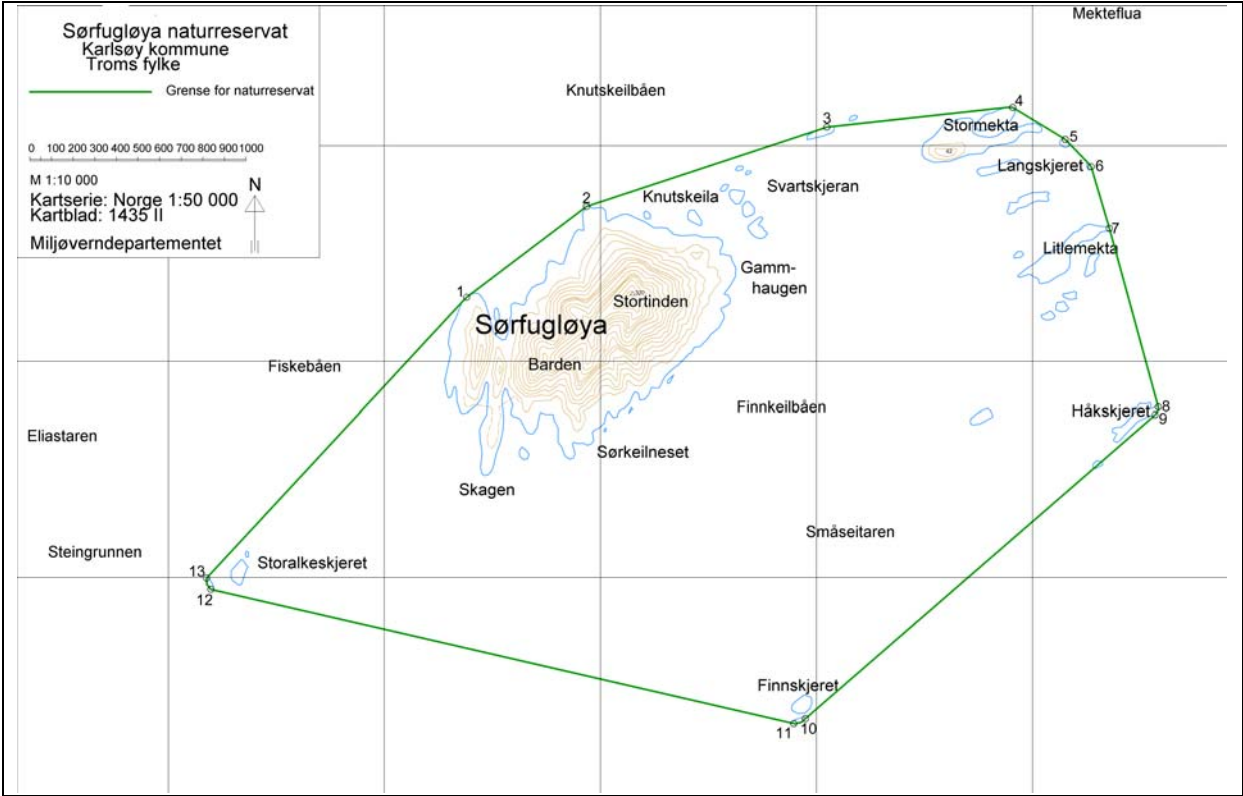 Sørfugløya naturreservat
Karlsøy kommune
Troms fylke
Grense for naturreservat
0 100 200 300 400 500 600 700 800 900 1000
M 1:10 000
N
Kartserie: Norge 1:50 000
Kartblad: 1435 II
Miljøverndepartementet
Mekteflua
Knutskeilbåen
3
4
Stormekta
42
5
Langskjeret
6
Svartskjeran
Knutskeila
2
7
Litlemekta
Gamm-
haugen
1
Stortinden
Sørfugløya
Barden
Fiskebåen
Finnkeilbåen
8
Håkskjeret
9
Eliastaren
Sørkeilneset
Skagen
Småseitaren
Steingrunnen
Storalkeskjeret
13
12
Finnskjeret
11
10